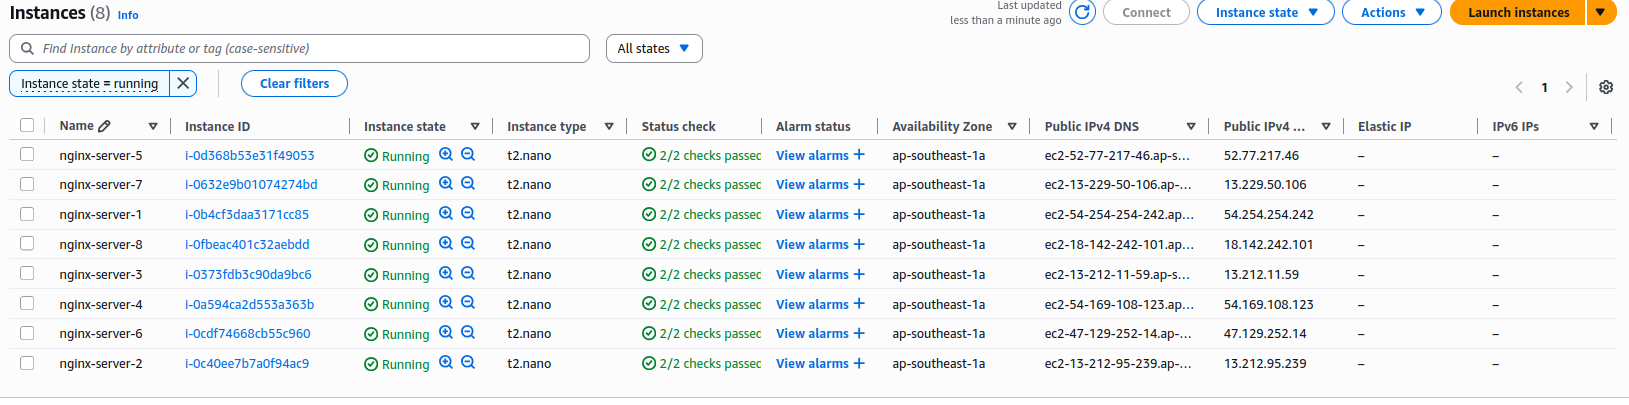 Instances (8) Info
Last updated
less than a minute ago
Connect
Instance state
Actions
Launch instances
Find Instance by attribute or tag (case-sensitive)
All states
Instance state = running
Clear filters
1
Name Instance ID Instance state Instance type Status check Alarm status Availability Zone Public IPv4 DNS Public IPv4 ... Elastic IP IPv6 IPs
nginx-server-5 i-0d368b53e31f49053 Running t2.nano 2/2 checks passed View alarms + ap-southeast-1a ec2-52-77-217-46.ap-s... 52.77.217.46 – –
nginx-server-7 i-0632e9b01074274bd Running t2.nano 2/2 checks passed View alarms + ap-southeast-1a ec2-13-229-50-106.ap-... 13.229.50.106 – –
nginx-server-1 i-0b4cf3daa3171cc85 Running t2.nano 2/2 checks passed View alarms + ap-southeast-1a ec2-54-254-254-242.ap... 54.254.254.242 – –
nginx-server-8 i-0fbeac401c32aebdd Running t2.nano 2/2 checks passed View alarms + ap-southeast-1a ec2-18-142-242-101.ap... 18.142.242.101 – –
nginx-server-3 i-0373fdb3c90da9bc6 Running t2.nano 2/2 checks passed View alarms + ap-southeast-1a ec2-13-212-11-59.ap-s... 13.212.11.59 – –
nginx-server-4 i-0a594ca2d553a363b Running t2.nano 2/2 checks passed View alarms + ap-southeast-1a ec2-54-169-108-123.ap... 54.169.108.123 – –
nginx-server-6 i-0cdf74668cb55c960 Running t2.nano 2/2 checks passed View alarms + ap-southeast-1a ec2-47-129-252-14.ap-... 47.129.252.14 – –
nginx-server-2 i-0c40ee7b7a0f94ac9 Running t2.nano 2/2 checks passed View alarms + ap-southeast-1a ec2-13-212-95-239.ap-... 13.212.95.239 – –